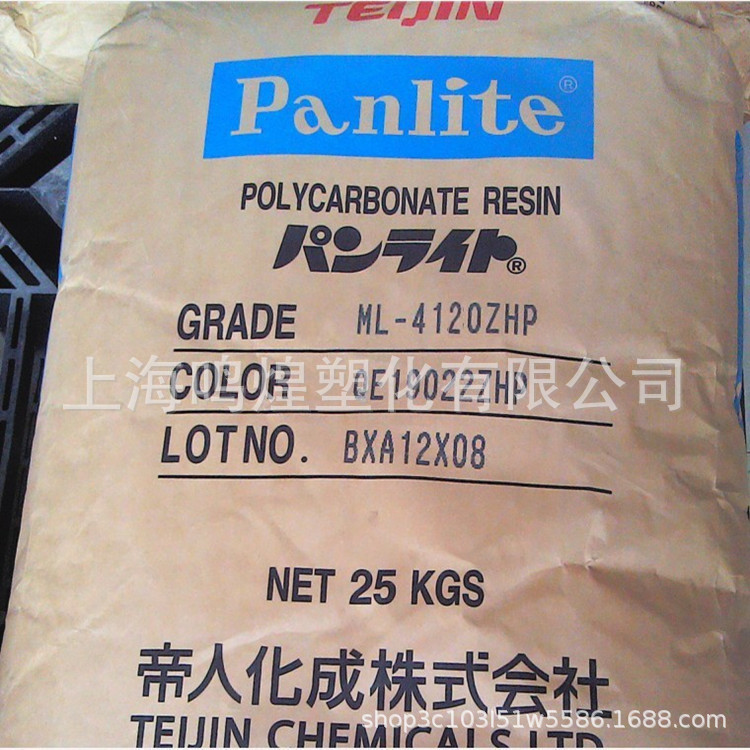 TEIJIN
Panlite®
POLYCARBONATE RESIN
パンライト®
GRADE ML-4120ZHP
上海鸣煌塑化有限公司
COLOR QE19022ZHP
LOT NO. BXA12X08
NET 25 KGS
帝人化成株式会社
TEIJIN CHEMICALS LTD
shop3c103l51w5586.1688.com